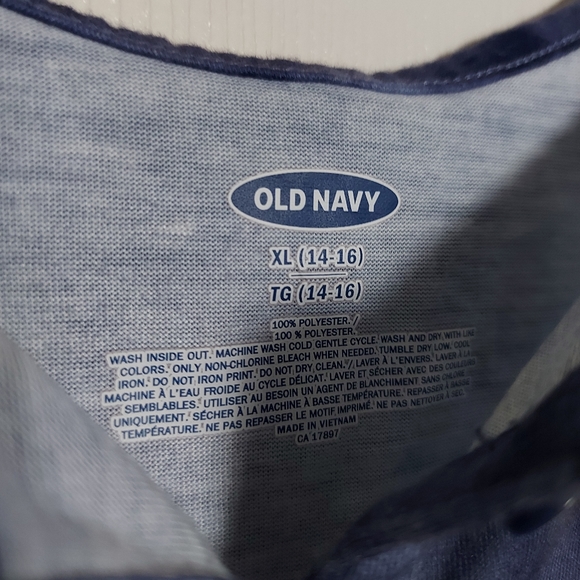 OLD NAVY
XL (14-16)
TG (14-16)
100% POLYESTER. /
100 % POLYESTER.
WASH INSIDE OUT. MACHINE WASH COLD GENTLE CYCLE. WASH AND DRY WITH LIKE
COLORS. ONLY NON-CHLORINE BLEACH WHEN NEEDED. TUMBLE DRY LOW. COOL
IRON. DO NOT IRON PRINT. DO NOT DRY CLEAN. / LAVER À L'ENVERS. LAVER À LA
MACHINE À L'EAU FROIDE AU CYCLE DÉLICAT. LAVER ET SÉCHER AVEC DES COULEURS
SEMBLABLES. UTILISER AU BESOIN UN AGENT DE BLANCHIMENT SANS CHLORE
UNIQUEMENT. SÉCHER À LA MACHINE À BASSE TEMPÉRATURE. REPASSER À BASSE
TEMPÉRATURE. NE PAS REPASSER LE MOTIF IMPRIMÉ. NE PAS NETTOYER À SEC.
MADE IN VIETNAM
CA 17897